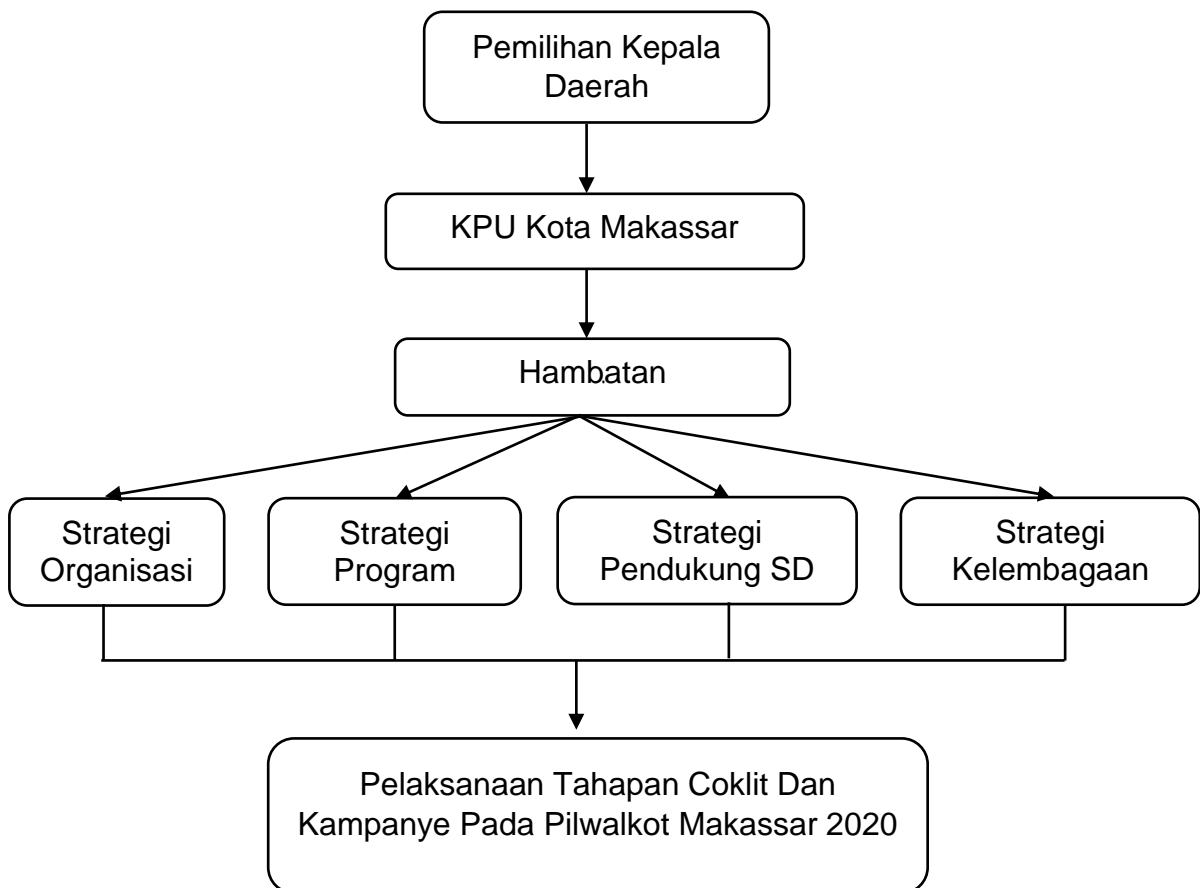 Pemilihan Kepala
Daerah
KPU Kota Makassar
Hambatan
Strategi
Organisasi
Strategi
Program
Strategi
Pendukung SD
Strategi
Kelembagaan
Pelaksanaan Tahapan Coklit Dan
Kampanye Pada Pilwalkot Makassar 2020